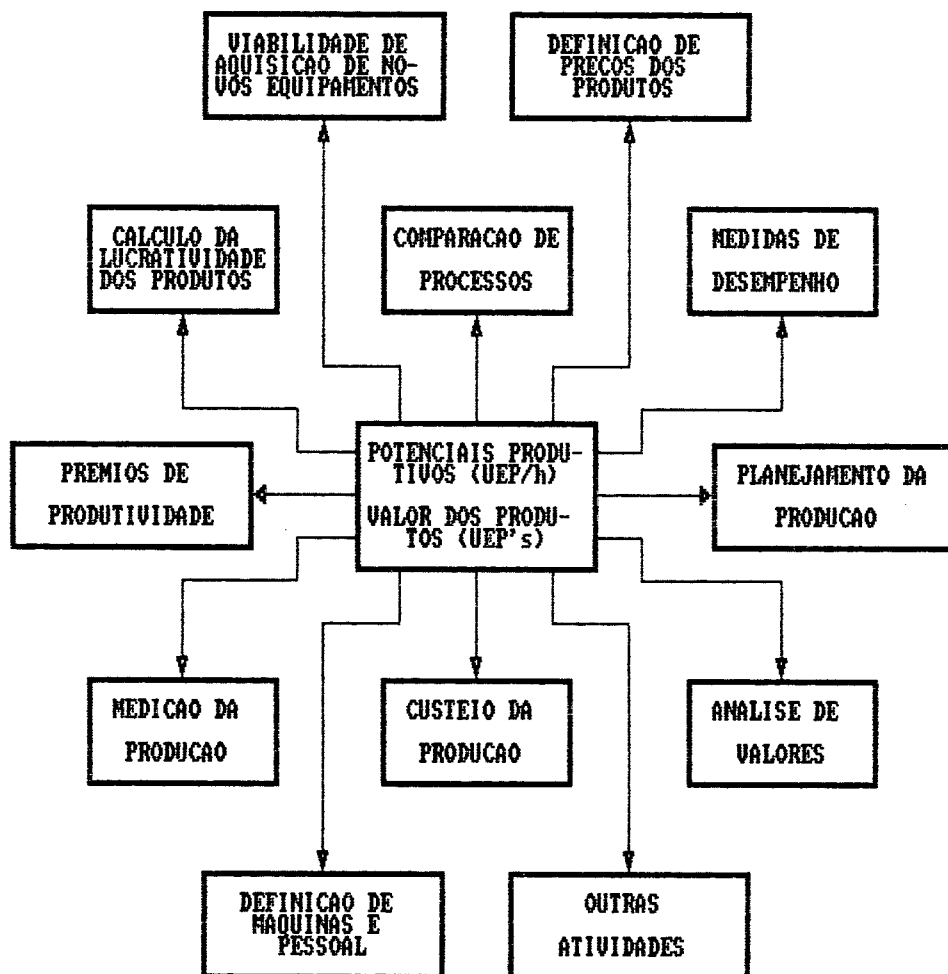 VIABILIDADE DE
AQUISICAO DE NO-
VOS EQUIPAMENTOS
DEFINICAO DE
PRECOS DOS
PRODUTOS
CALCULO DA
LUCRATIVIDADE
DOS PRODUTOS
COMPARACAO DE
PROCESSOS
MEDIDAS DE
DESEMPENHO
PREMIOS DE
PRODUTIVIDADE
POTENCIAIS PRODU-
TIVOS (UEP/h)
VALOR DOS PRODU-
TOS (UEP's)
PLANEJAMENTO DA
PRODUCAO
MEDICAO DA
PRODUCAO
CUSTEIO DA
PRODUCAO
ANALISE DE
VALORES
DEFINICAO DE
MAQUINAS E
PESSOAL
OUTRAS
ATIVIDADES